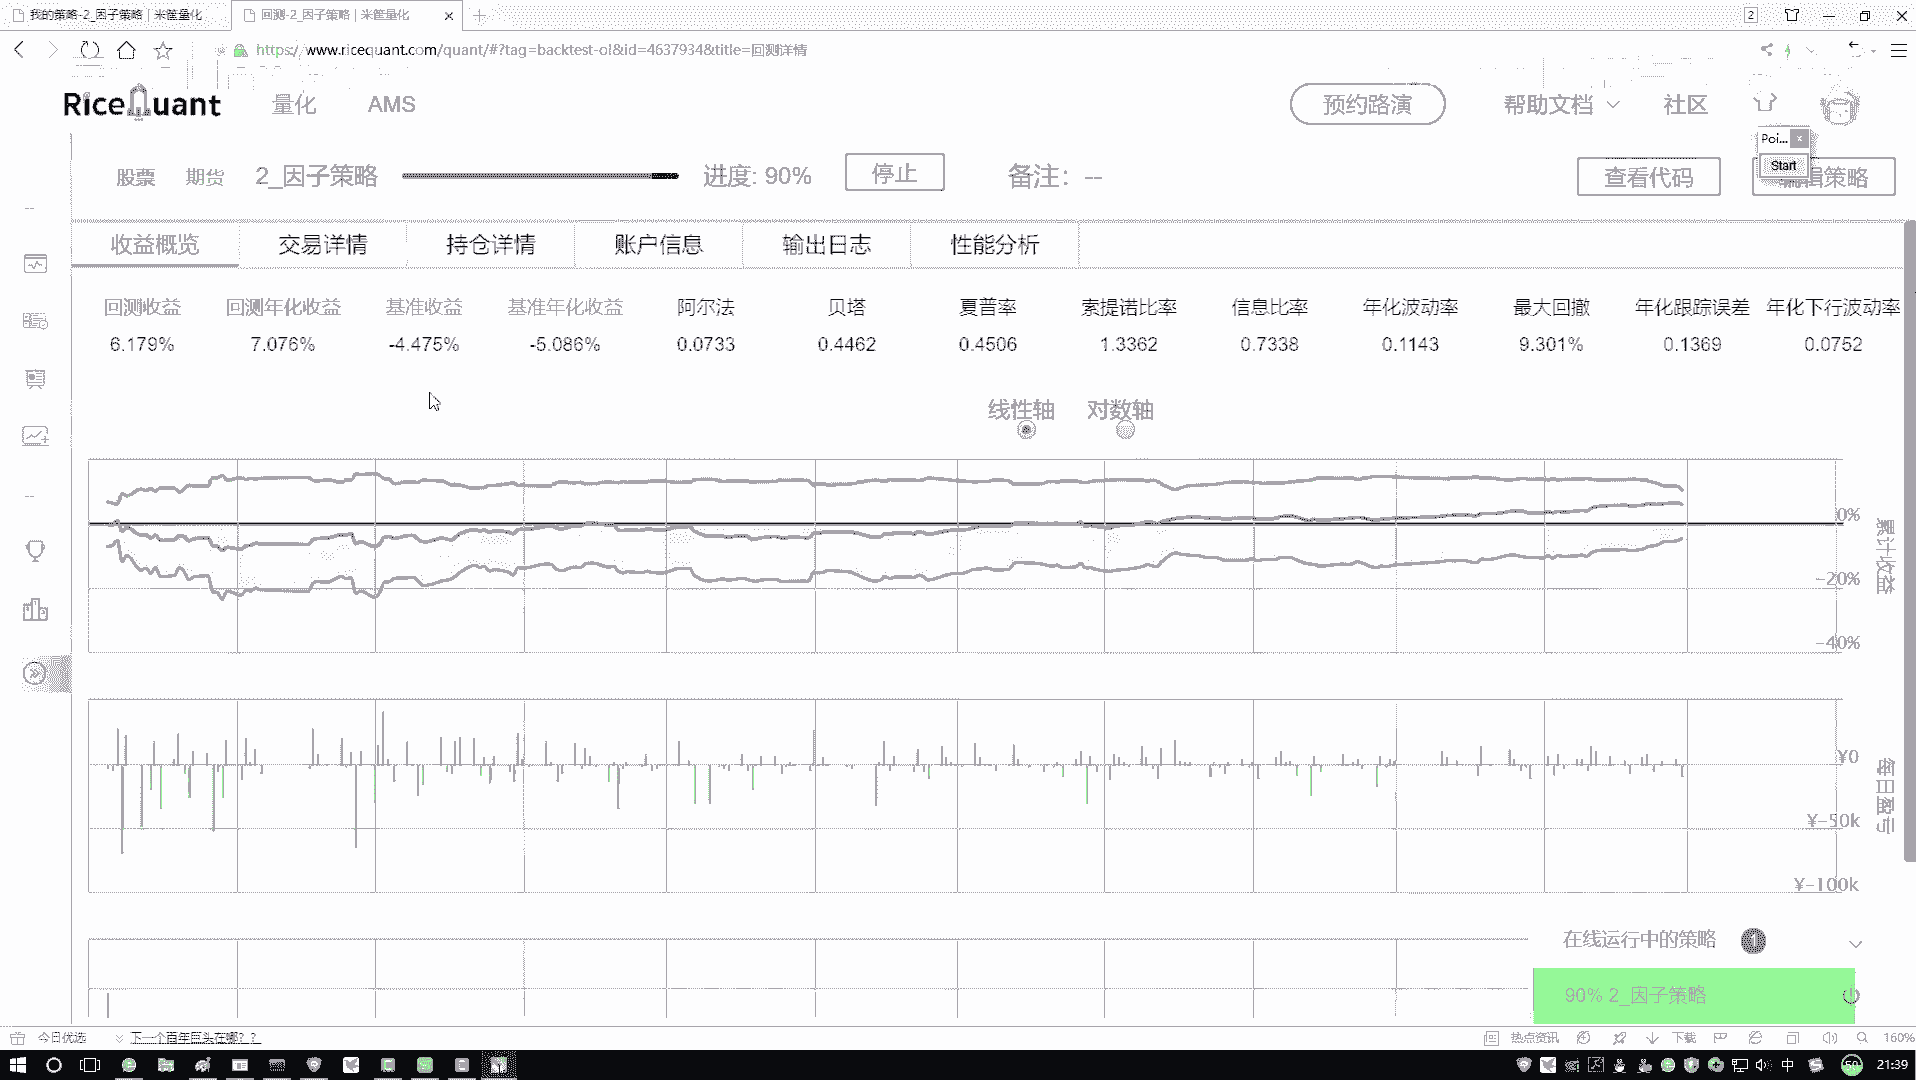 我的策略-2_因子策略 | 米筐量化
回测-2_因子策略 | 米筐量化
2
https://www.ricequant.com/quant/#?tag=backtest-ol&id=4637934&title=回测详情
RiceQuant
量化
AMS
预约路演
帮助文档
社区
Poi...
Start
股票
期货
2_因子策略
进度: 90%
停止
备注: --
查看代码
编辑策略
收益概览
交易详情
持仓详情
账户信息
输出日志
性能分析
回测收益 回测年化收益 基准收益 基准年化收益 阿尔法 贝塔 夏普率 索提诺比率 信息比率 年化波动率 最大回撤 年化跟踪误差 年化下行波动率
6.179% 7.076% -4.475% -5.086% 0.0733 0.4462 0.4506 1.3362 0.7338 0.1143 9.301% 0.1369 0.0752
线性轴
对数轴
0%
-20%
-40%
累计收益
¥0
¥-50k
¥-100k
每日盈亏
在线运行中的策略 1
90% 2_因子策略
今日优选
下一个百年巨头在哪？？
热点资讯
下载
160%
中
21:39